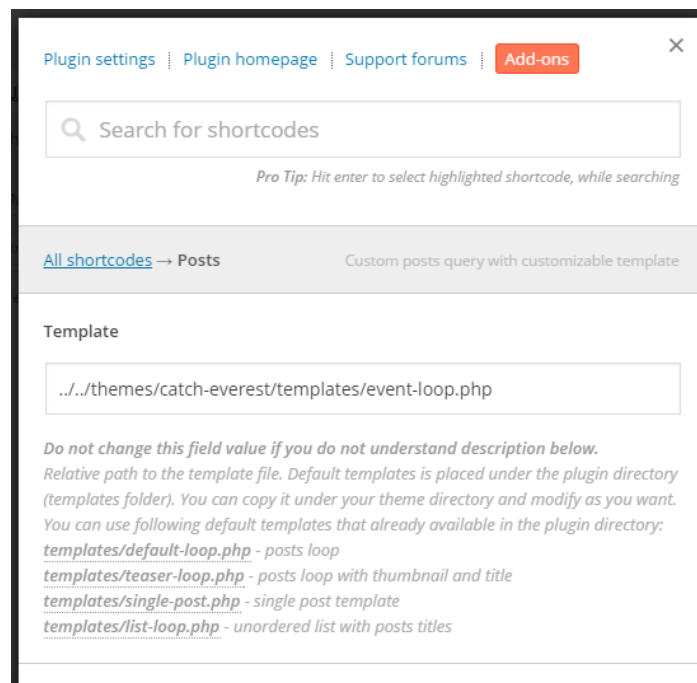 Plugin settings | Plugin homepage | Support forums | Add-ons
Search for shortcodes
Pro Tip: Hit enter to select highlighted shortcode, while searching
All shortcodes → Posts Custom posts query with customizable template
Template
../../themes/catch-everest/templates/event-loop.php
Do not change this field value if you do not understand description below.
Relative path to the template file. Default templates is placed under the plugin directory
(templates folder). You can copy it under your theme directory and modify as you want.
You can use following default templates that already available in the plugin directory:
templates/default-loop.php - posts loop
templates/teaser-loop.php - posts loop with thumbnail and title
templates/single-post.php - single post template
templates/list-loop.php - unordered list with posts titles